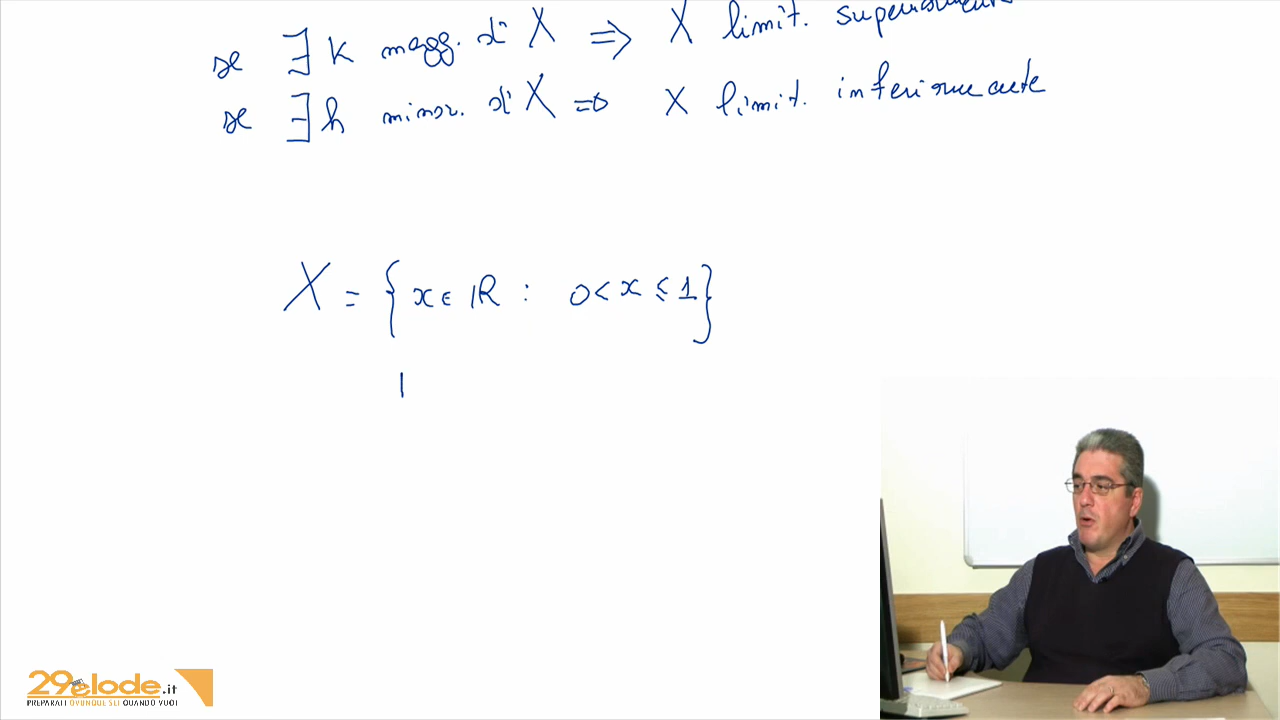 se ∃ k magg. di X ⇒ X limit. superiormente
se ∃ h minor. di X ⇒ X limit. inferiormente
X = { x ∈ ℝ : 0 < x ≤ 1 }
29elode.it
PREPARATI OVUNQUE SEI QUANDO VUOI